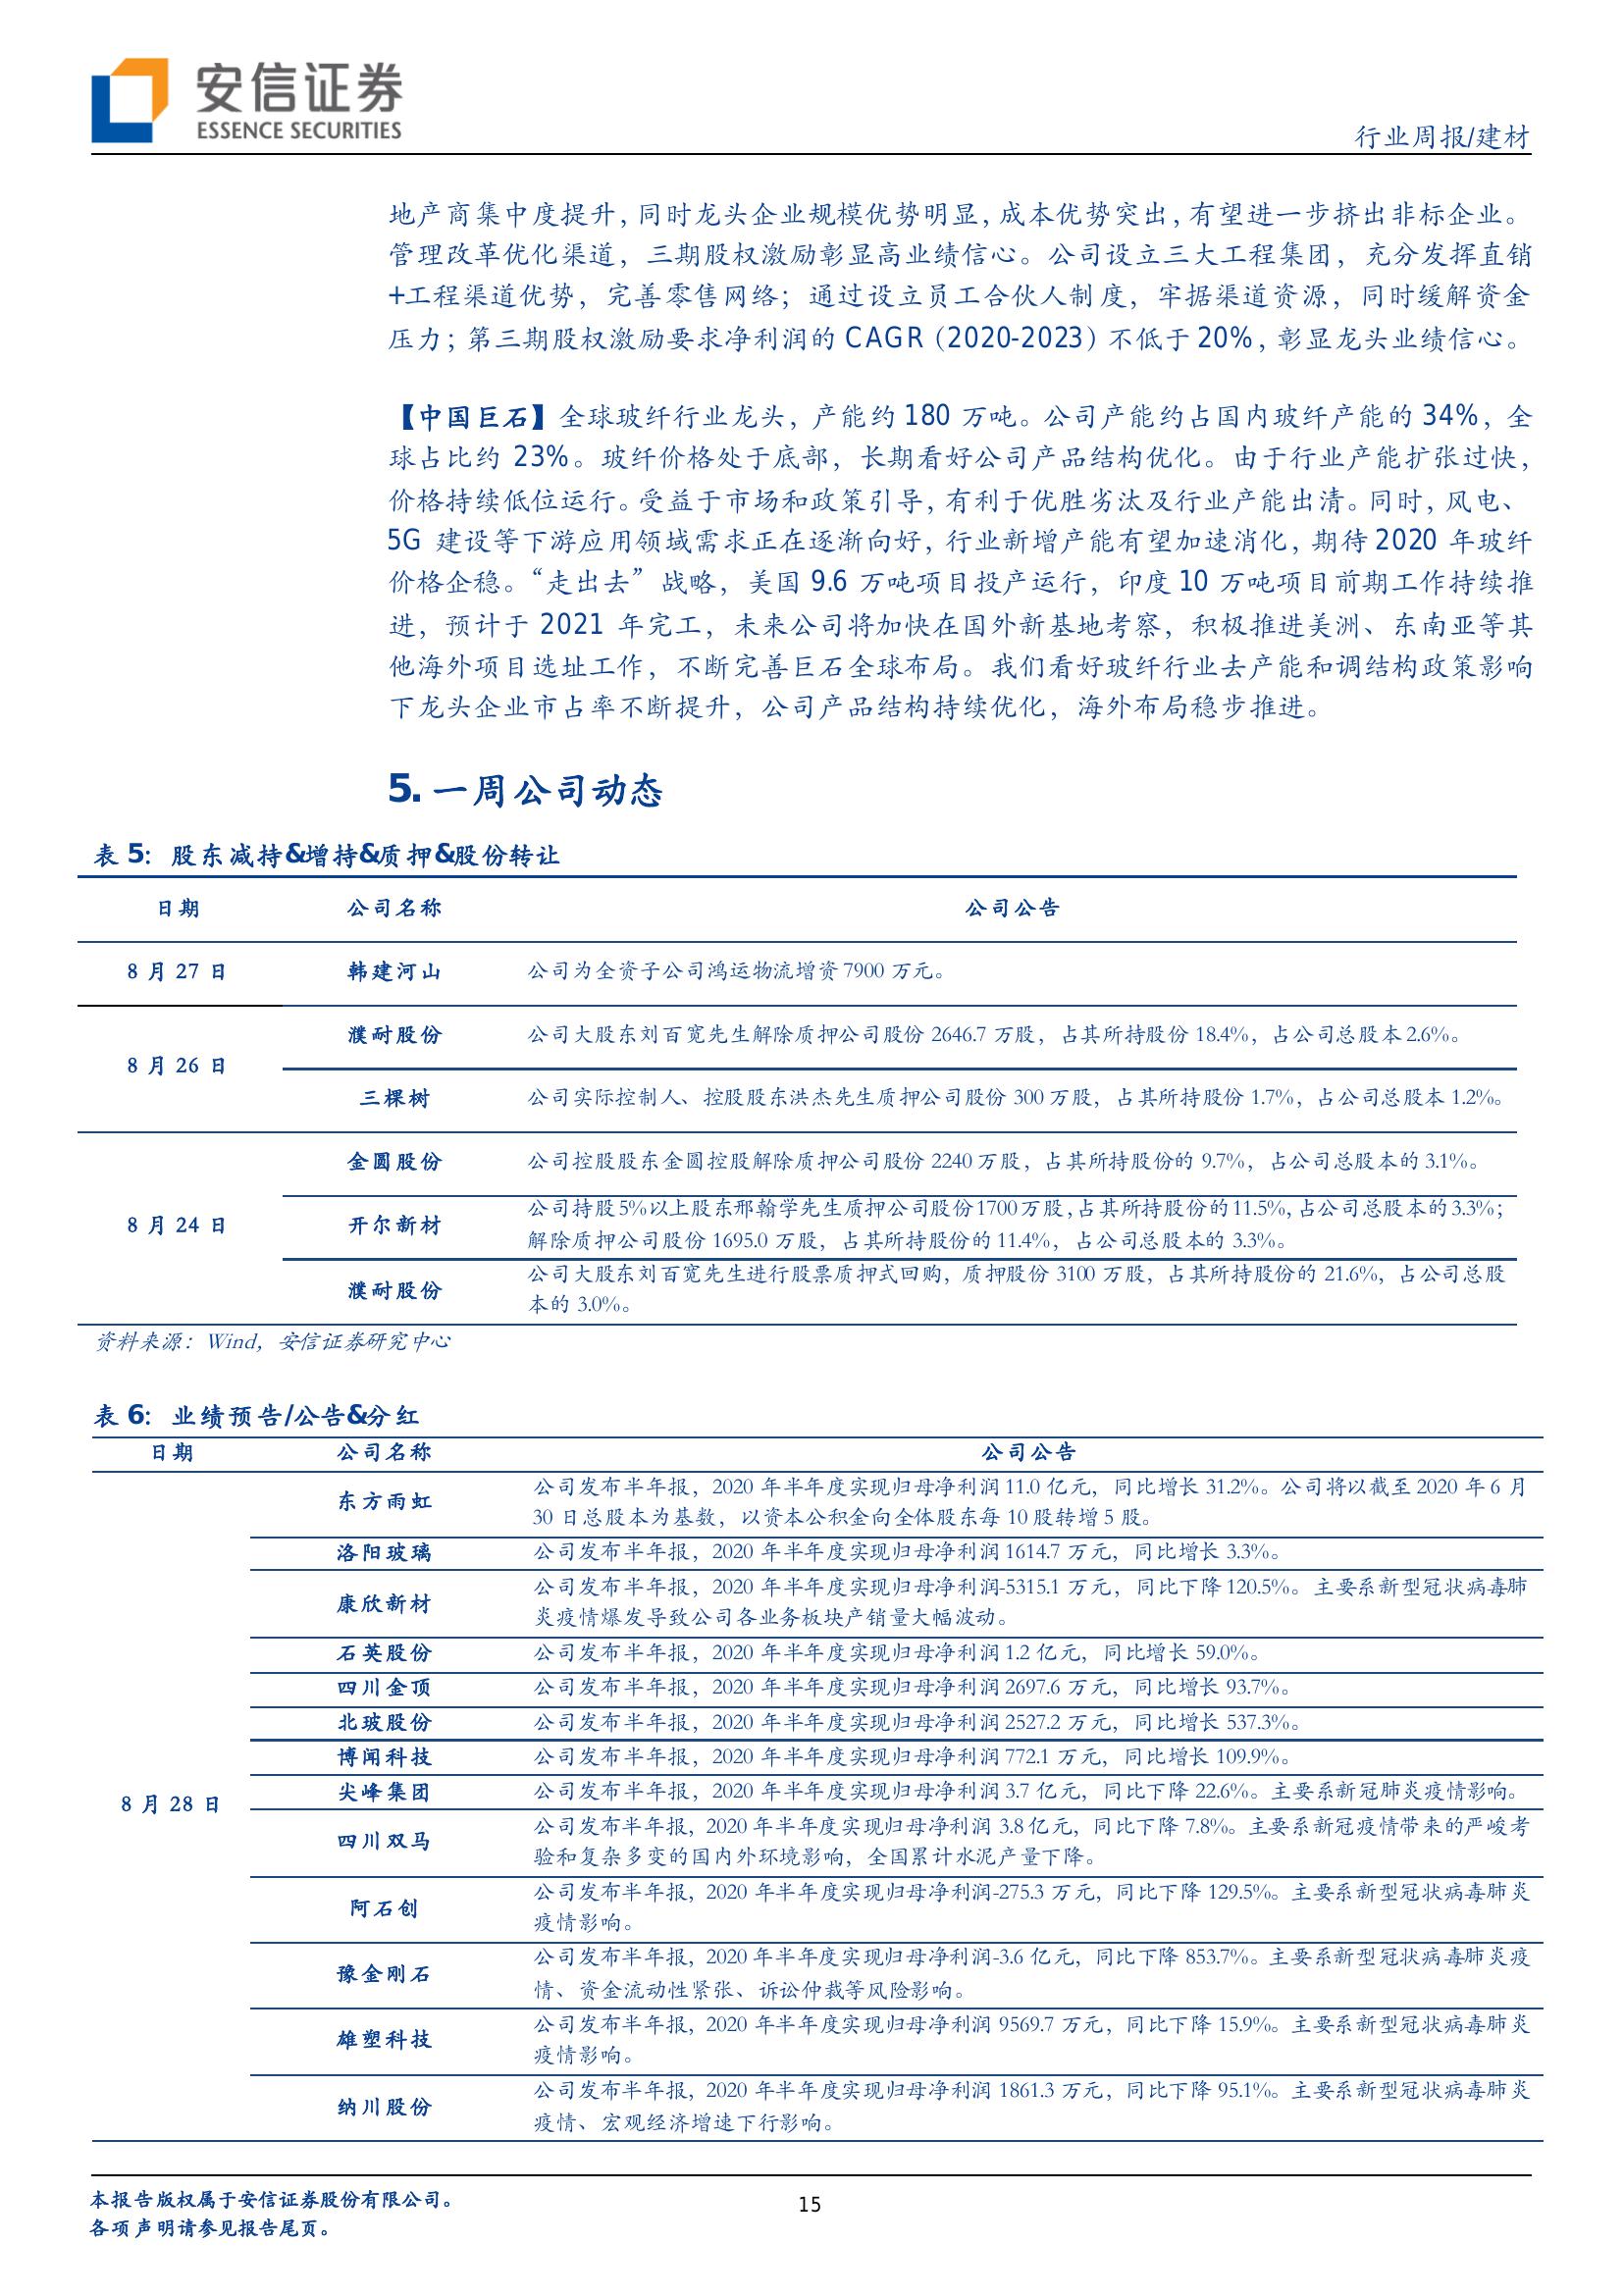 安信证券
ESSENCE SECURITIES
行业周报/建材
地产商集中度提升，同时龙头企业规模优势明显，成本优势突出，有望进一步挤出非标企业。
管理改革优化渠道，三期股权激励彰显高业绩信心。公司设立三大工程集团，充分发挥直销
+工程渠道优势，完善零售网络；通过设立员工合伙人制度，牢据渠道资源，同时缓解资金
压力；第三期股权激励要求净利润的 CAGR（2020-2023）不低于 20%，彰显龙头业绩信心。
【中国巨石】全球玻纤行业龙头，产能约 180 万吨。公司产能约占国内玻纤产能的 34%，全
球占比约 23%。玻纤价格处于底部，长期看好公司产品结构优化。由于行业产能扩张过快，
价格持续低位运行。受益于市场和政策引导，有利于优胜劣汰及行业产能出清。同时，风电、
5G 建设等下游应用领域需求正在逐渐向好，行业新增产能有望加速消化，期待 2020 年玻纤
价格企稳。“走出去”战略，美国 9.6 万吨项目投产运行，印度 10 万吨项目前期工作持续推
进，预计于 2021 年完工，未来公司将加快在国外新基地考察，积极推进美洲、东南亚等其
他海外项目选址工作，不断完善巨石全球布局。我们看好玻纤行业去产能和调结构政策影响
下龙头企业市占率不断提升，公司产品结构持续优化，海外布局稳步推进。
5. 一周公司动态
表 5：股东减持&增持&质押&股份转让
日期 公司名称 公司公告
8 月 27 日 韩建河山 公司为全资子公司鸿运物流增资 7900 万元。
8 月 26 日 濮耐股份 公司大股东刘百宽先生解除质押公司股份 2646.7 万股，占其所持股份 18.4%，占公司总股本 2.6%。
三棵树 公司实际控制人、控股股东洪杰先生质押公司股份 300 万股，占其所持股份 1.7%，占公司总股本 1.2%。
8 月 24 日 金圆股份 公司控股股东金圆控股解除质押公司股份 2240 万股，占其所持股份的 9.7%，占公司总股本的 3.1%。
开尔新材 公司持股 5%以上股东邢翰学先生质押公司股份 1700 万股，占其所持股份的 11.5%，占公司总股本的 3.3%；
解除质押公司股份 1695.0 万股，占其所持股份的 11.4%，占公司总股本的 3.3%。
濮耐股份 公司大股东刘百宽先生进行股票质押式回购，质押股份 3100 万股，占其所持股份的 21.6%，占公司总股
本的 3.0%。
资料来源：Wind，安信证券研究中心
表 6：业绩预告/公告&分红
日期 公司名称 公司公告
8 月 28 日 东方雨虹 公司发布半年报，2020 年半年度实现归母净利润 11.0 亿元，同比增长 31.2%。公司将以截至 2020 年 6 月
30 日总股本为基数，以资本公积金向全体股东每 10 股转增 5 股。
洛阳玻璃 公司发布半年报，2020 年半年度实现归母净利润 1614.7 万元，同比增长 3.3%。
康欣新材 公司发布半年报，2020 年半年度实现归母净利润-5315.1 万元，同比下降 120.5%。主要系新型冠状病毒肺
炎疫情爆发导致公司各业务板块产销量大幅波动。
石英股份 公司发布半年报，2020 年半年度实现归母净利润 1.2 亿元，同比增长 59.0%。
四川金顶 公司发布半年报，2020 年半年度实现归母净利润 2697.6 万元，同比增长 93.7%。
北玻股份 公司发布半年报，2020 年半年度实现归母净利润 2527.2 万元，同比增长 537.3%。
博闻科技 公司发布半年报，2020 年半年度实现归母净利润 772.1 万元，同比增长 109.9%。
尖峰集团 公司发布半年报，2020 年半年度实现归母净利润 3.7 亿元，同比下降 22.6%。主要系新冠肺炎疫情影响。
四川双马 公司发布半年报，2020 年半年度实现归母净利润 3.8 亿元，同比下降 7.8%。主要系新冠疫情带来的严峻考
验和复杂多变的国内外环境影响，全国累计水泥产量下降。
阿石创 公司发布半年报，2020 年半年度实现归母净利润-275.3 万元，同比下降 129.5%。主要系新型冠状病毒肺炎
疫情影响。
豫金刚石 公司发布半年报，2020 年半年度实现归母净利润-3.6 亿元，同比下降 853.7%。主要系新型冠状病毒肺炎疫
情、资金流动性紧张、诉讼仲裁等风险影响。
雄塑科技 公司发布半年报，2020 年半年度实现归母净利润 9569.7 万元，同比下降 15.9%。主要系新型冠状病毒肺炎
疫情影响。
纳川股份 公司发布半年报，2020 年半年度实现归母净利润 1861.3 万元，同比下降 95.1%。主要系新型冠状病毒肺炎
疫情、宏观经济增速下行影响。
本报告版权属于安信证券股份有限公司。
各项声明请参见报告尾页。
15